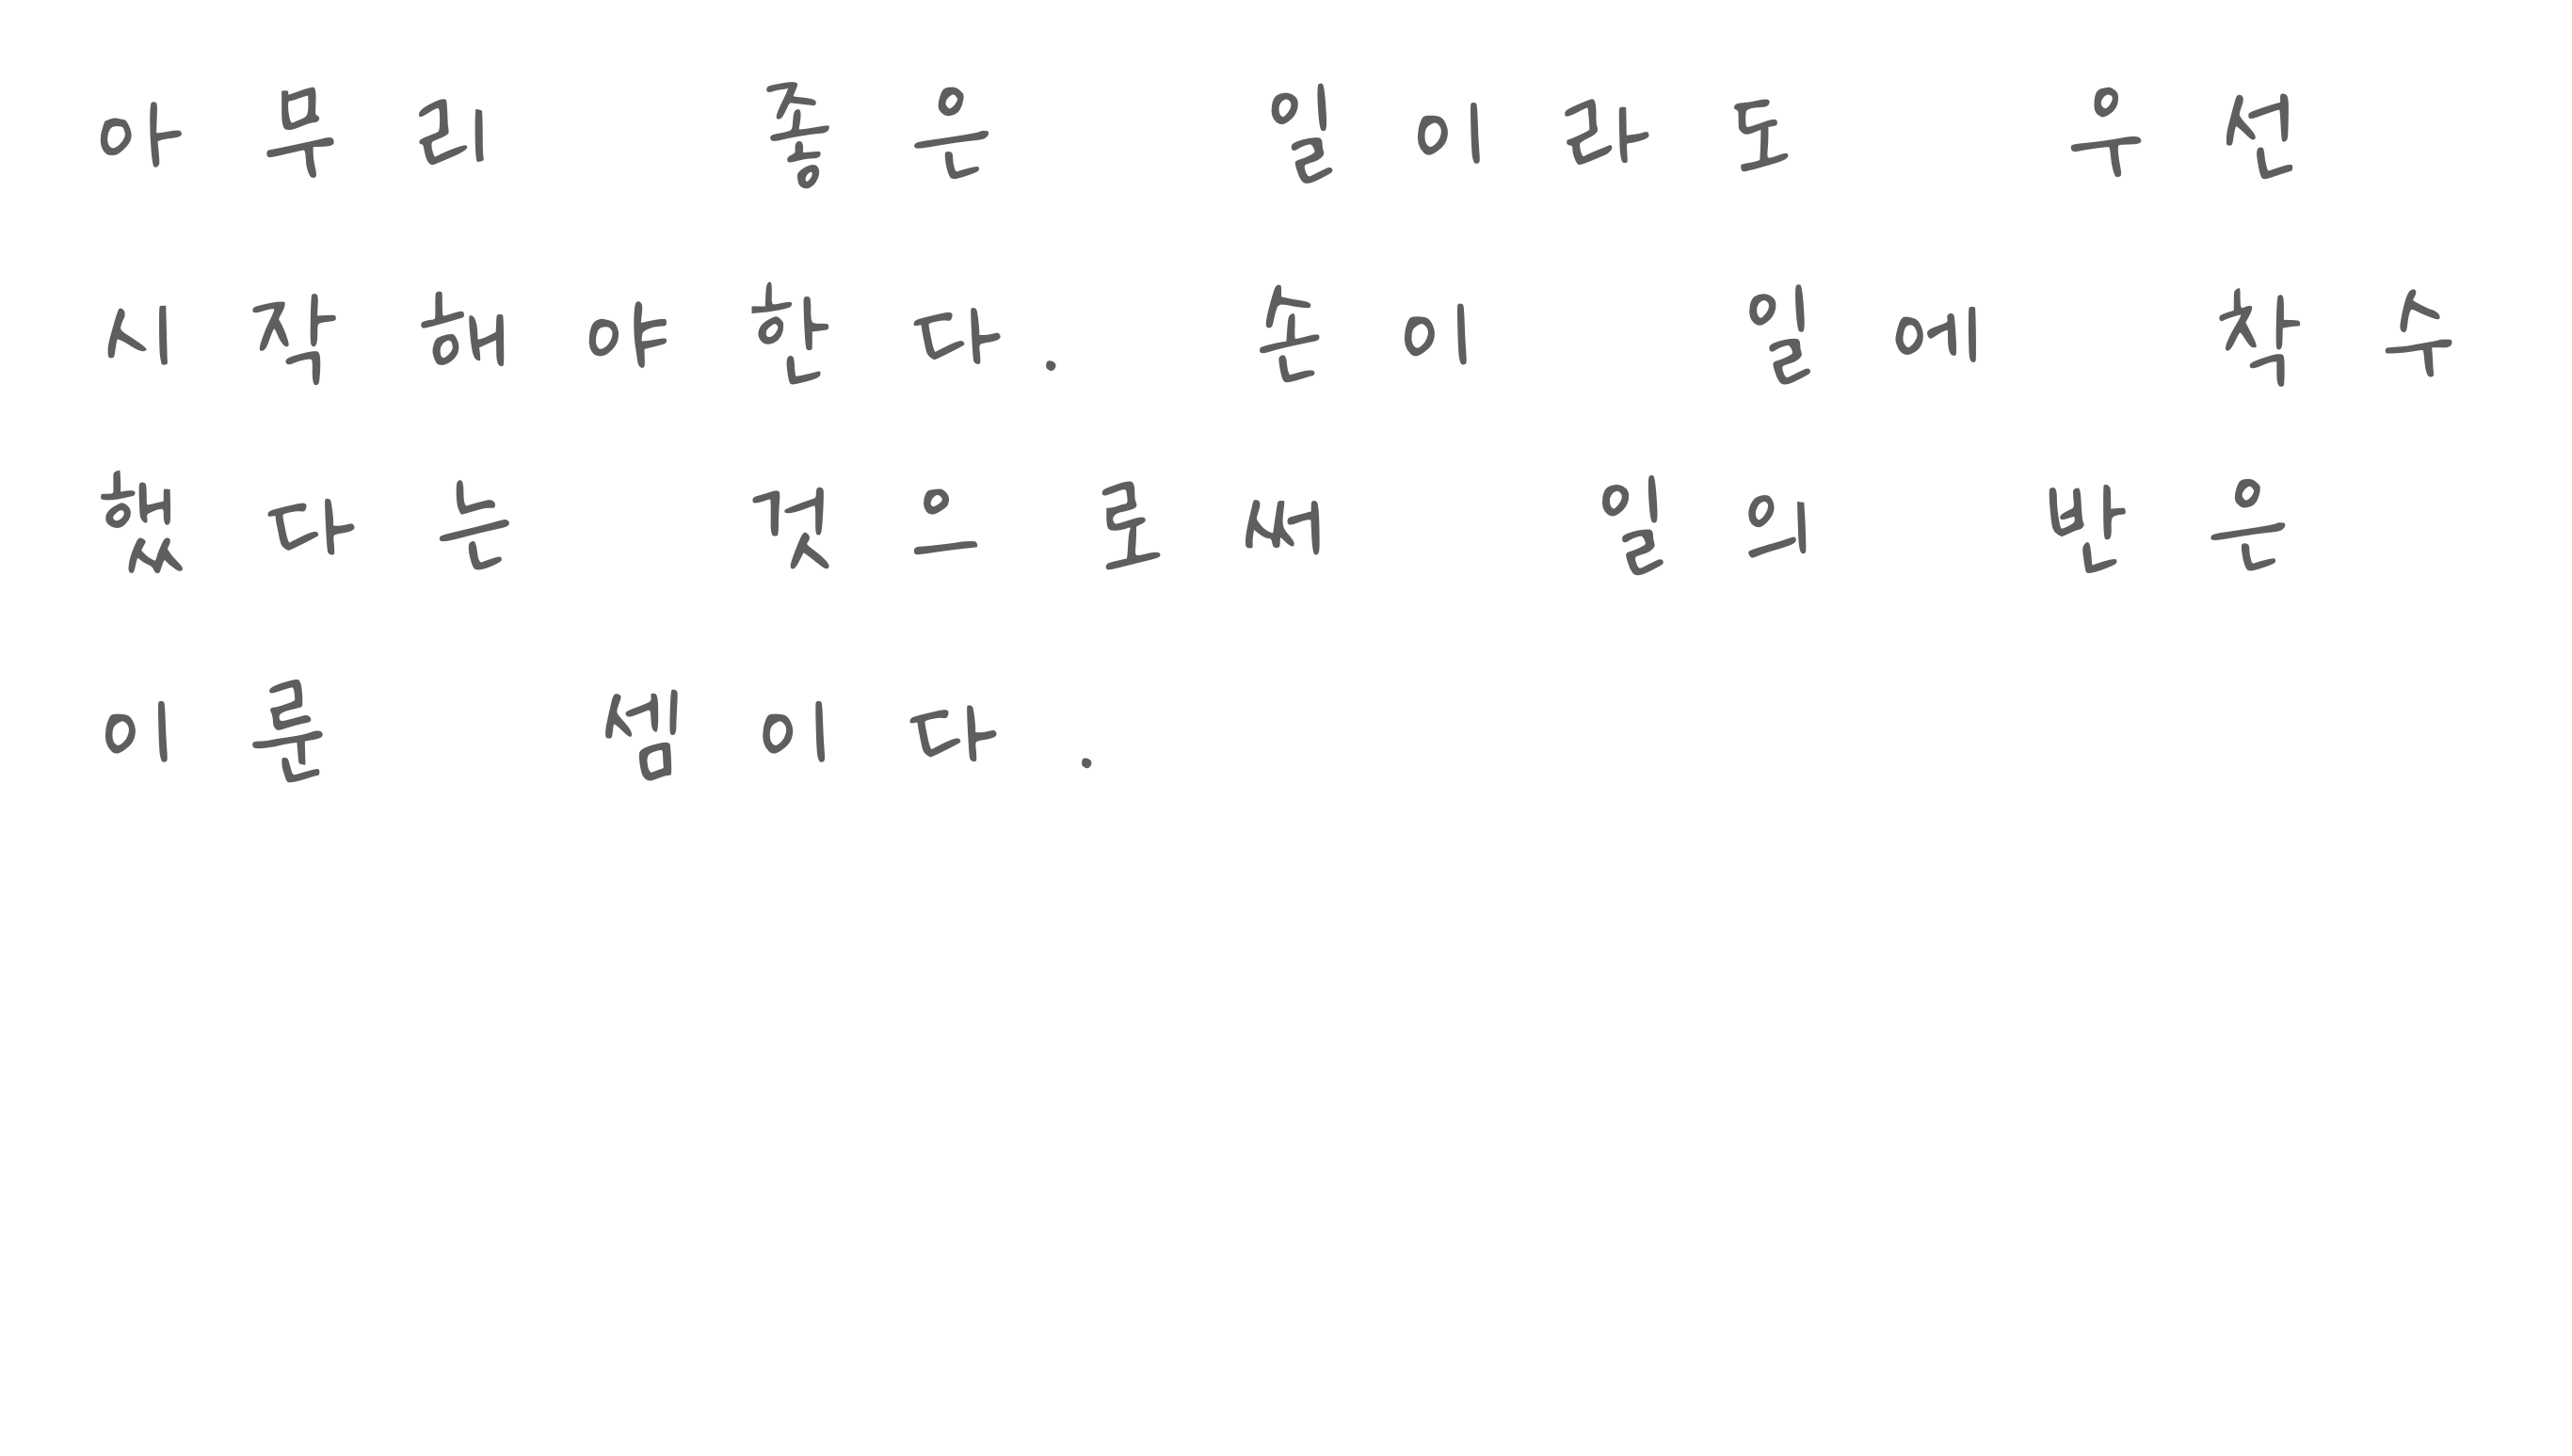 아무리 좋은 일이라도 우선
시작해야한다. 손이 일에 착수
했다는 것으로써 일의 반은
이룬 셈이다.